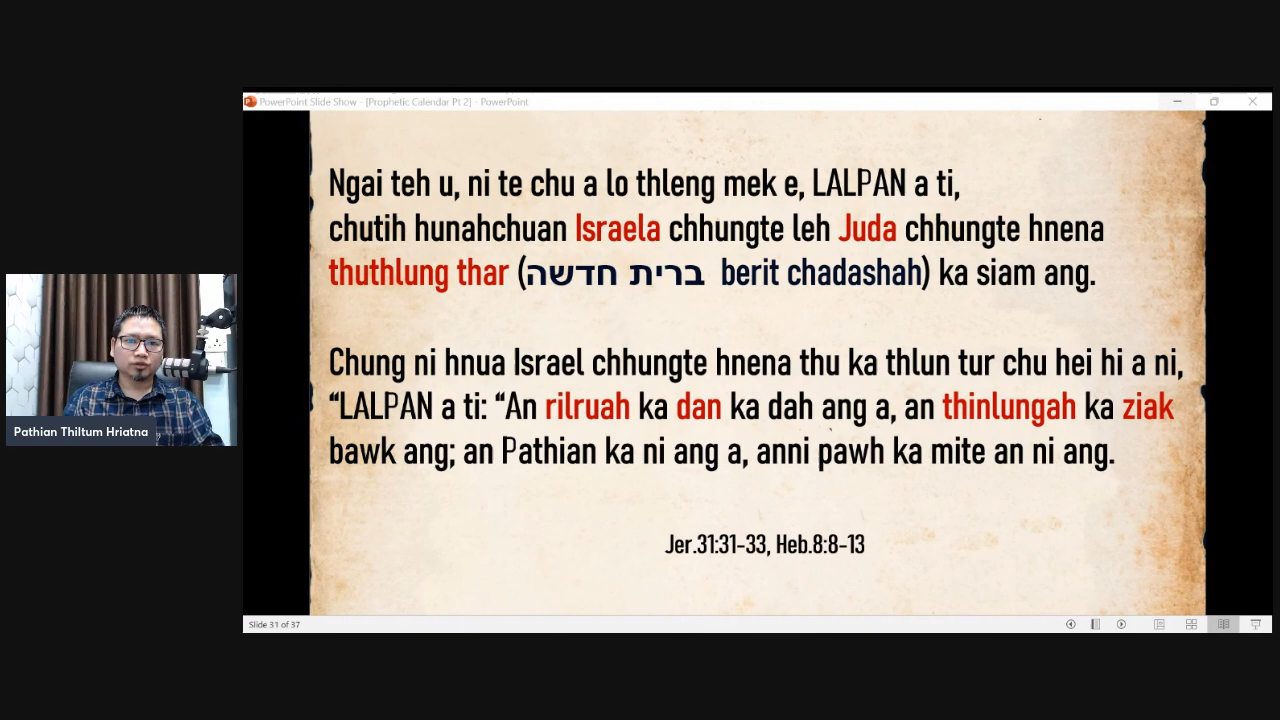 PowerPoint Slide Show - [Prophetic Calendar Pt 2] - PowerPoint
Ngai teh u, ni te chu a lo thleng mek e, LALPAN a ti,
chutih hunahchuan Israela chhungte leh Juda chhungte hnena
thuthlung thar (ברית חדשה berit chadashah) ka siam ang.
Chung ni hnua Israel chhungte hnena thu ka thlun tur chu hei hi a ni,
“LALPAN a ti: “An rilruah ka dan ka dah ang a, an thinlungah ka ziak
bawk ang; an Pathian ka ni ang a, anni pawh ka mite an ni ang.
Jer.31:31-33, Heb.8:8-13
Pathian Thiltum Hriatna
Slide 31 of 37